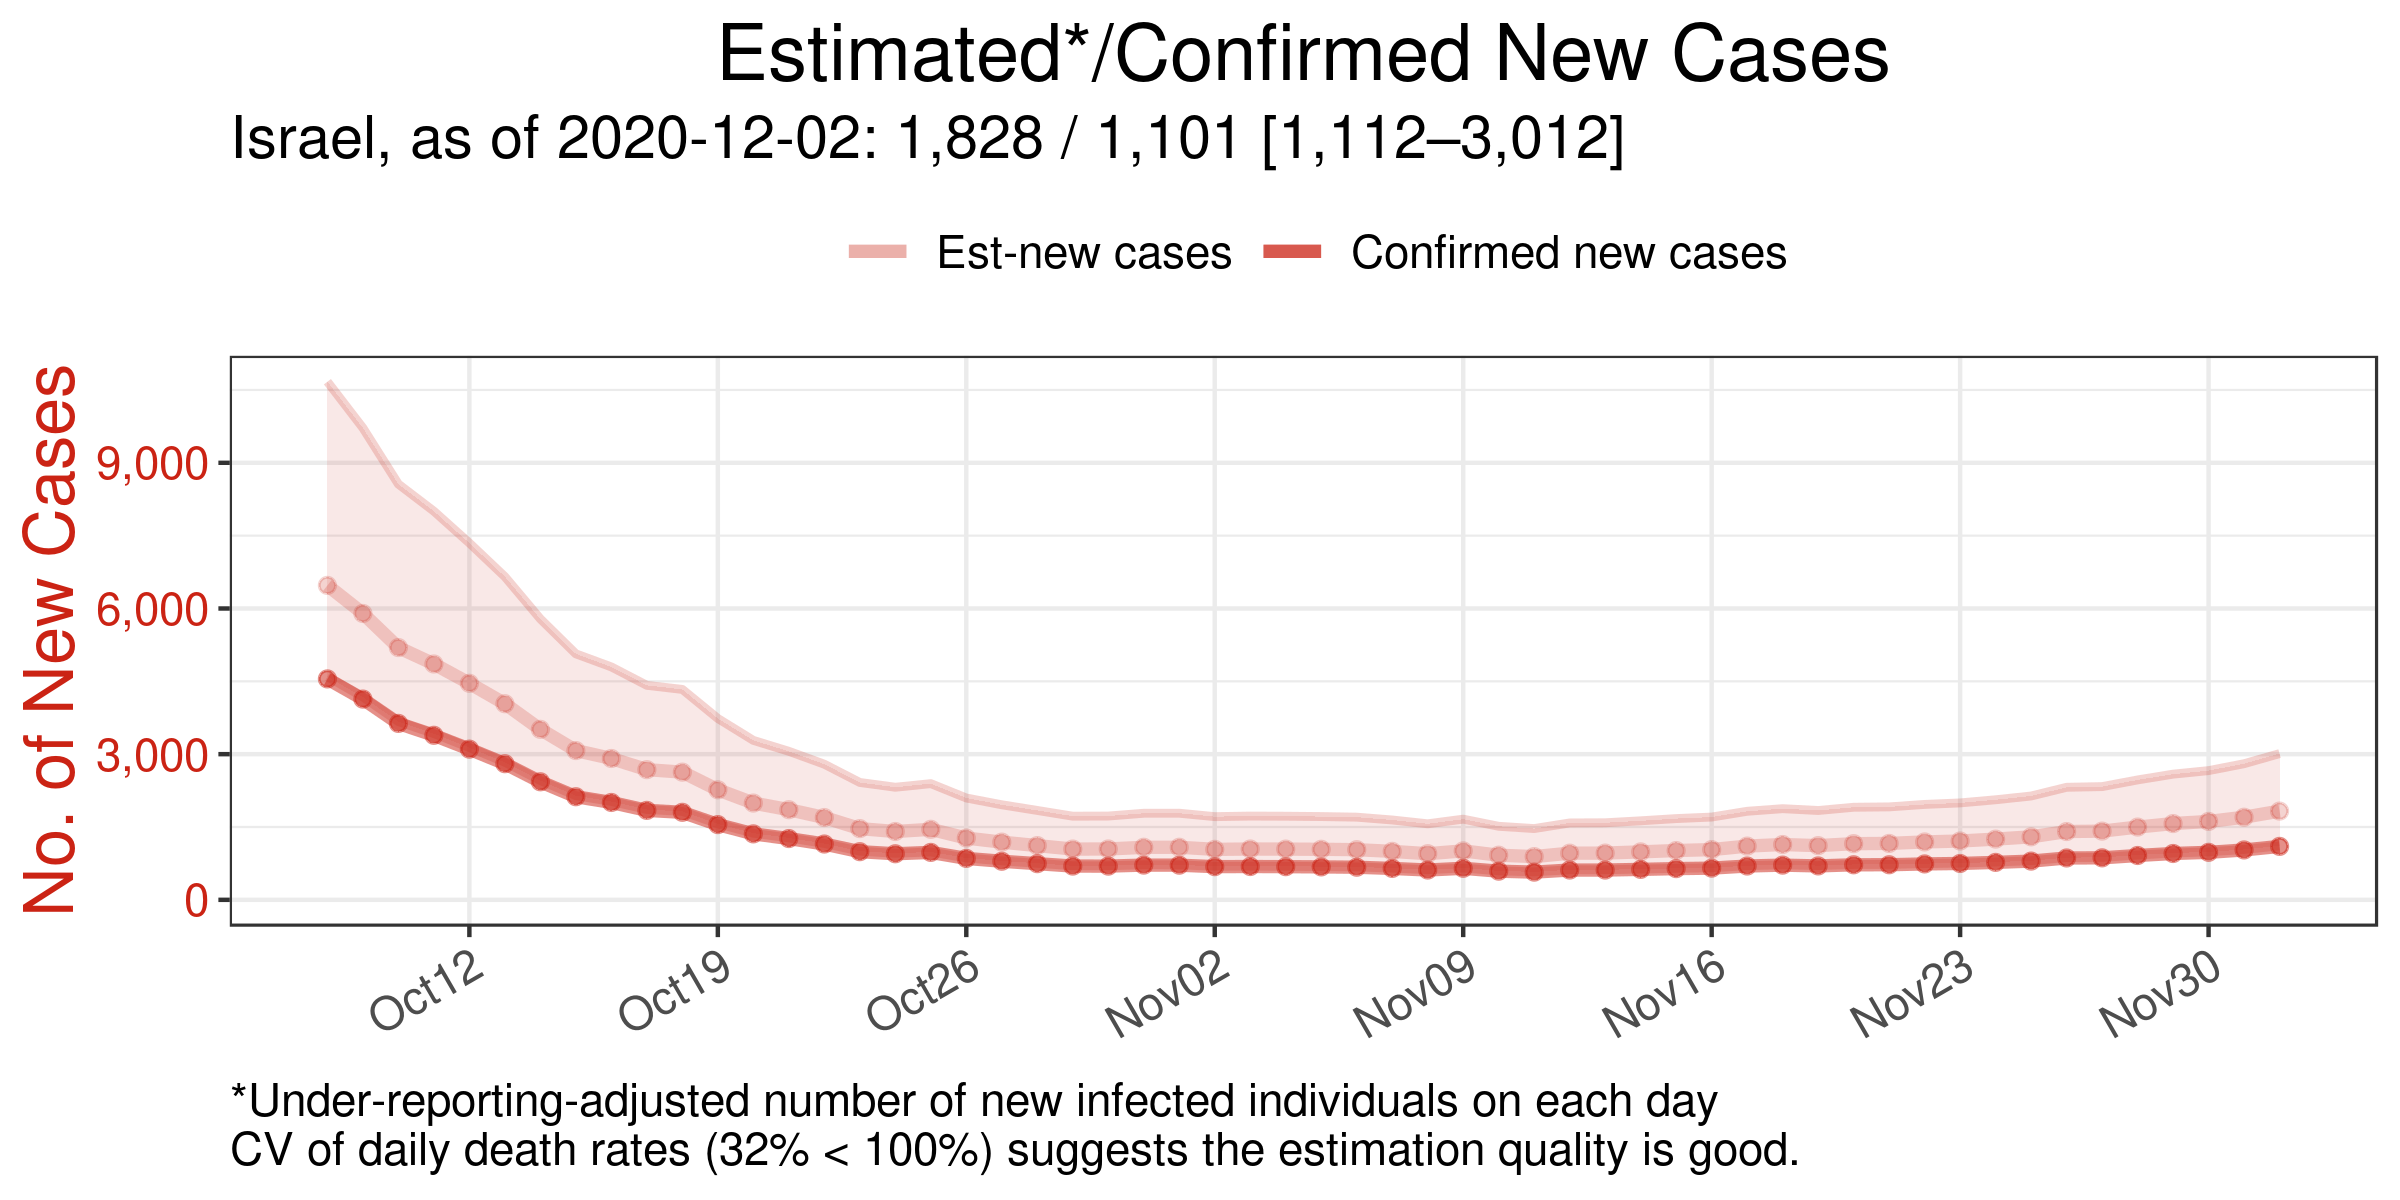 Estimated*/Confirmed New Cases
Israel, as of 2020-12-02: 1,828 / 1,101 [1,112–3,012]
Est-new cases Confirmed new cases
No. of New Cases
9,000
6,000
3,000
0
Oct12 Oct19 Oct26 Nov02 Nov09 Nov16 Nov23 Nov30
*Under-reporting-adjusted number of new infected individuals on each day
CV of daily death rates (32% < 100%) suggests the estimation quality is good.